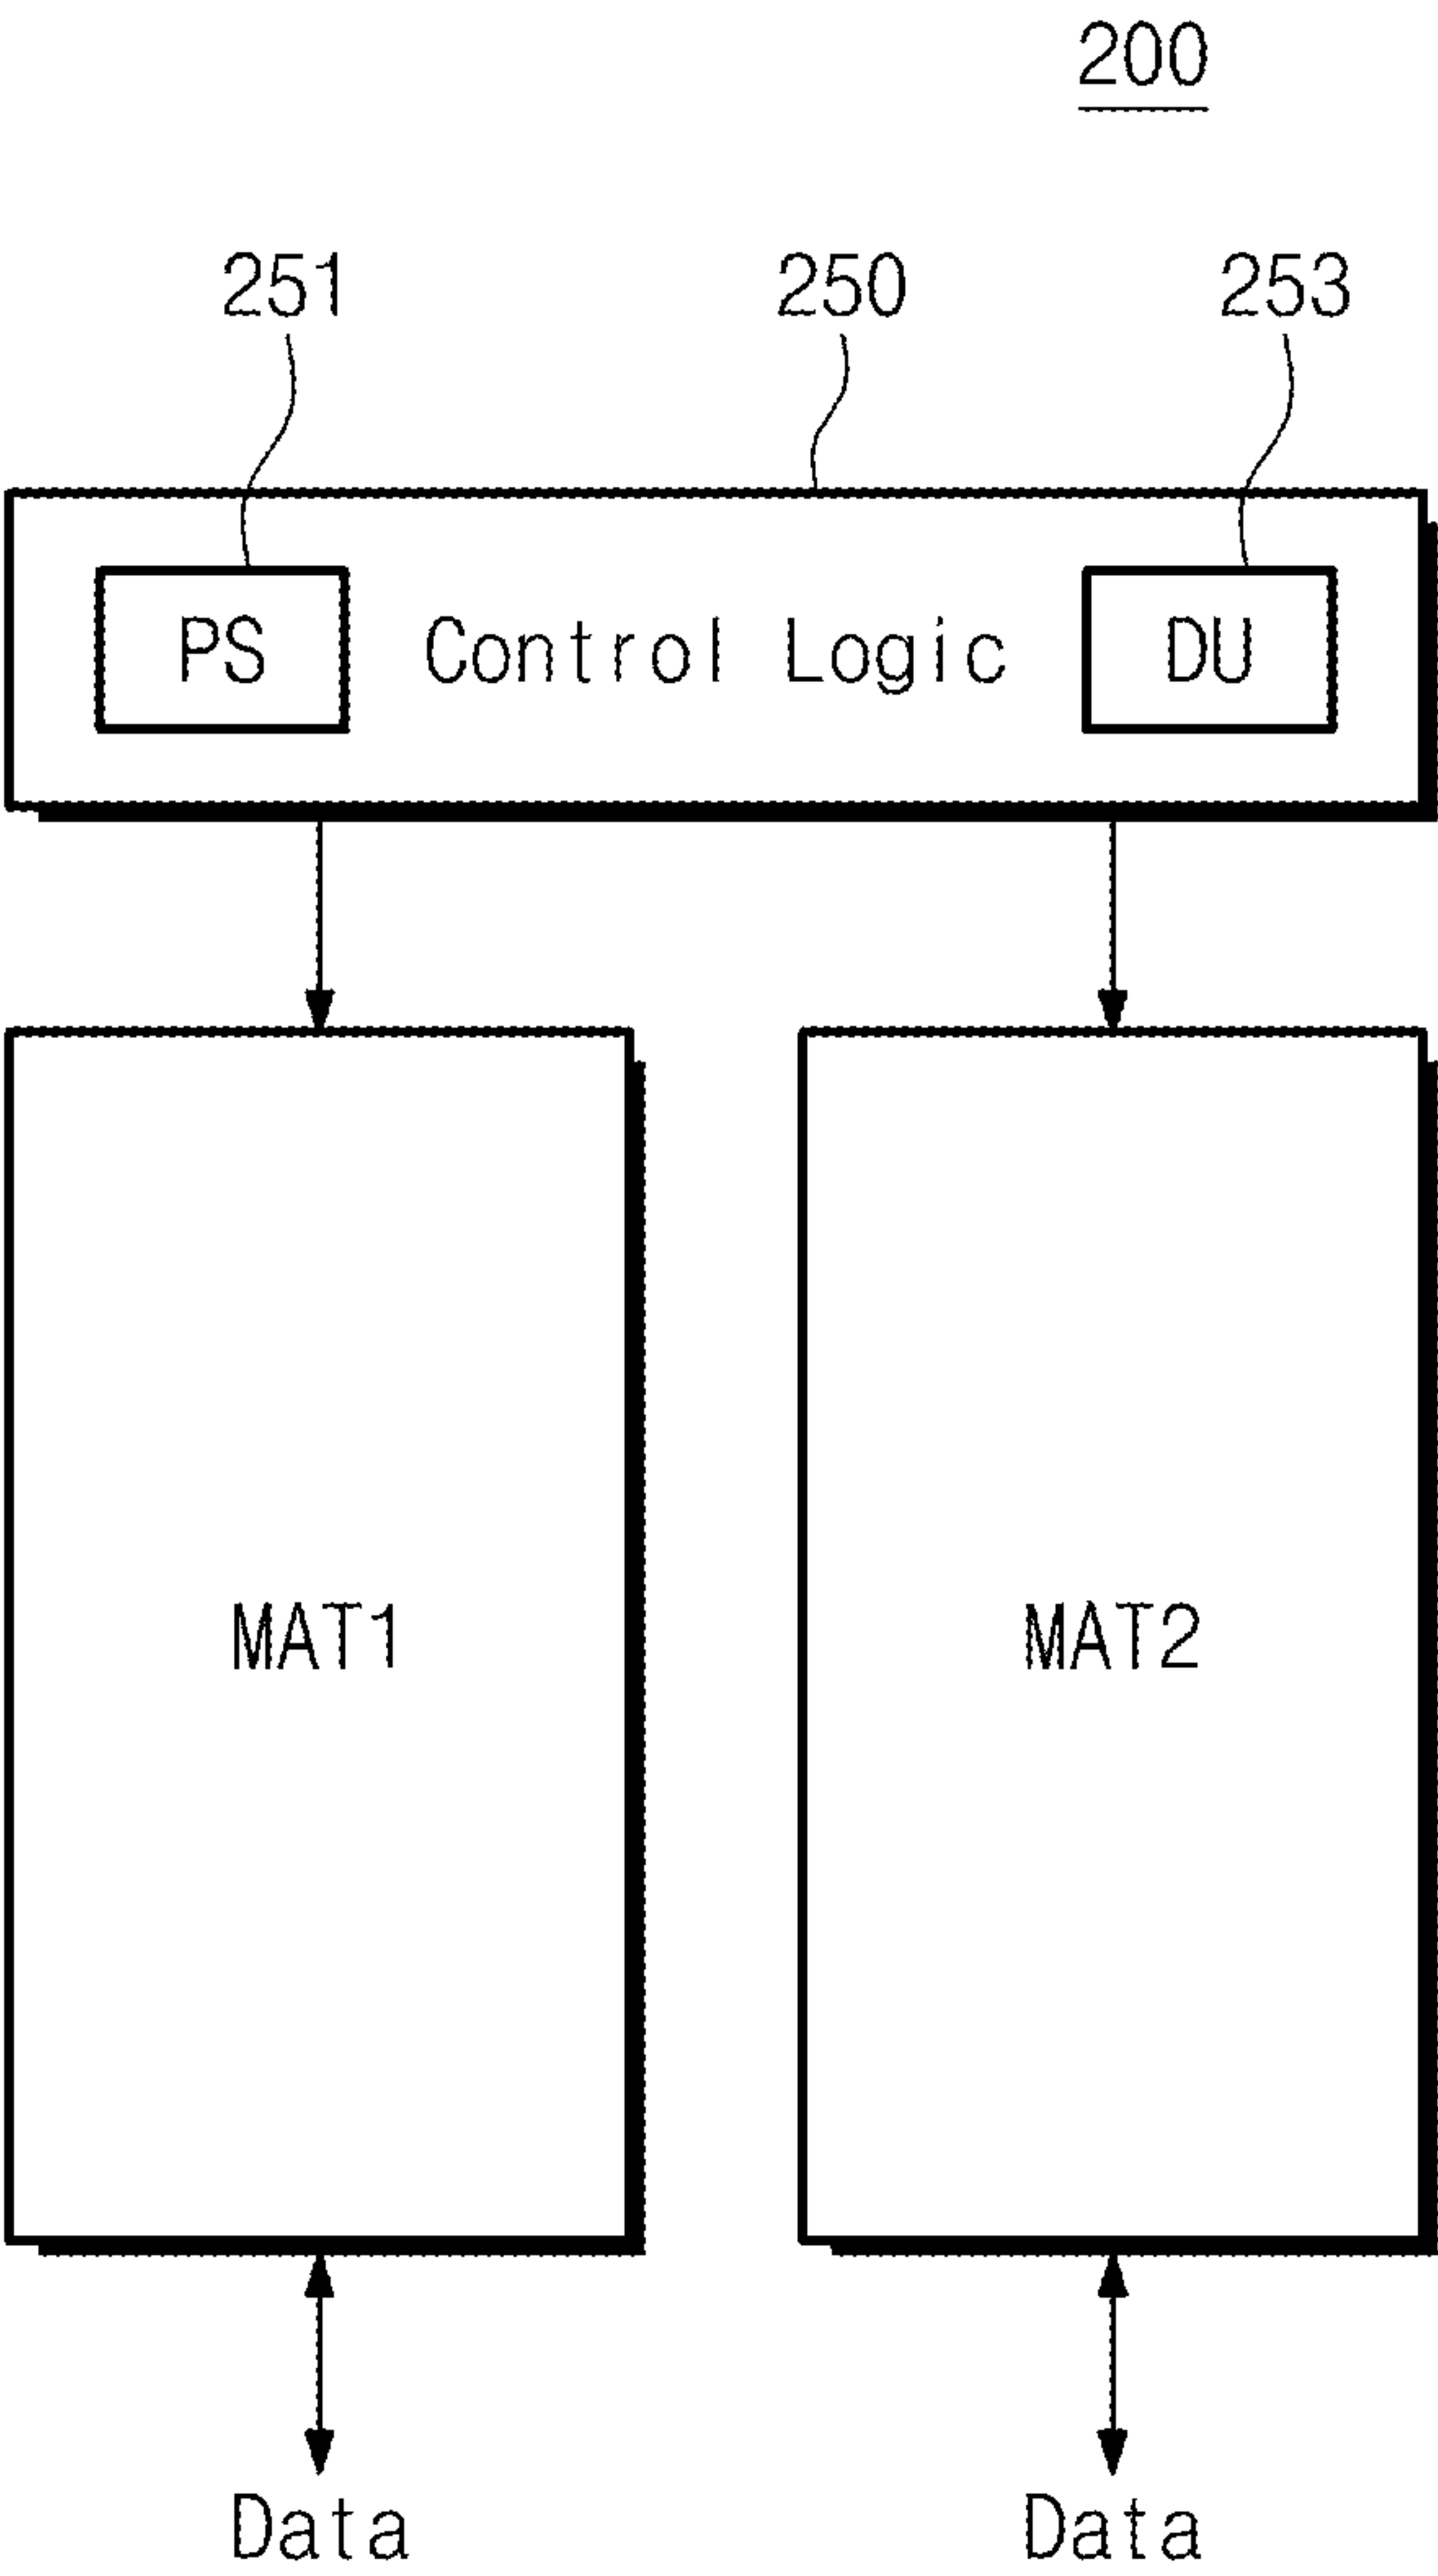 200
251 250 253
PS Control Logic DU
MAT1 MAT2
Data Data